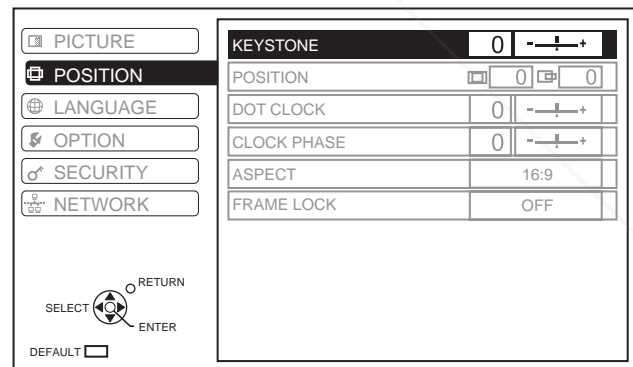 PICTURE
POSITION
LANGUAGE
OPTION
SECURITY
NETWORK
RETURN
SELECT
ENTER
DEFAULT
KEYSTONE 0 - +
POSITION 0 0
DOT CLOCK 0 - +
CLOCK PHASE 0 - +
ASPECT 16:9
FRAME LOCK OFF